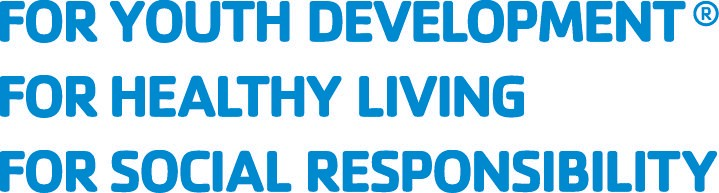 FOR YOUTH DEVELOPMENT®
FOR HEALTHY LIVING
FOR SOCIAL RESPONSIBILITY